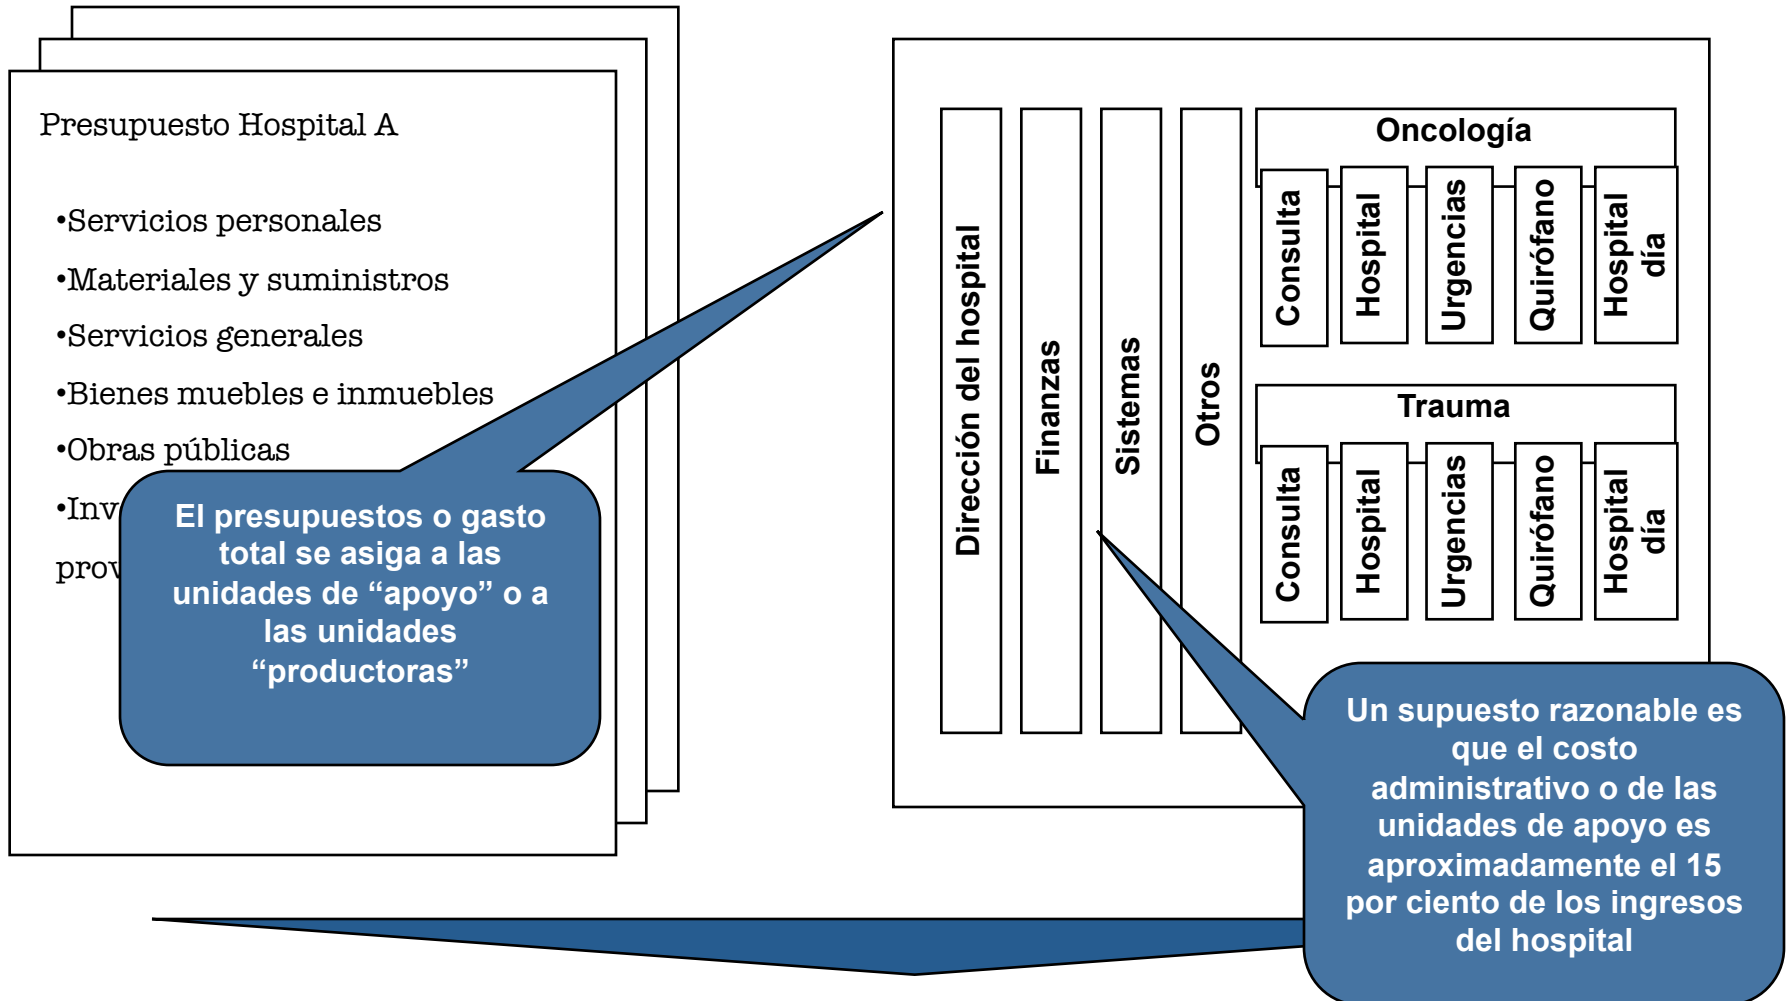 Presupuesto Hospital A
•Servicios personales
•Materiales y suministros
•Servicios generales
•Bienes muebles e inmuebles
•Obras públicas
•Inv
prov
El presupuestos o gasto
total se asiga a las
unidades de “apoyo” o a
las unidades
“productoras”
Dirección del hospital
Finanzas
Sistemas
Otros
Oncología
Consulta
Hospital
Urgencias
Quirófano
Hospital
día
Trauma
Consulta
Hospital
Urgencias
Quirófano
Hospital
día
Un supuesto razonable es
que el costo
administrativo o de las
unidades de apoyo es
aproximadamente el 15
por ciento de los ingresos
del hospital